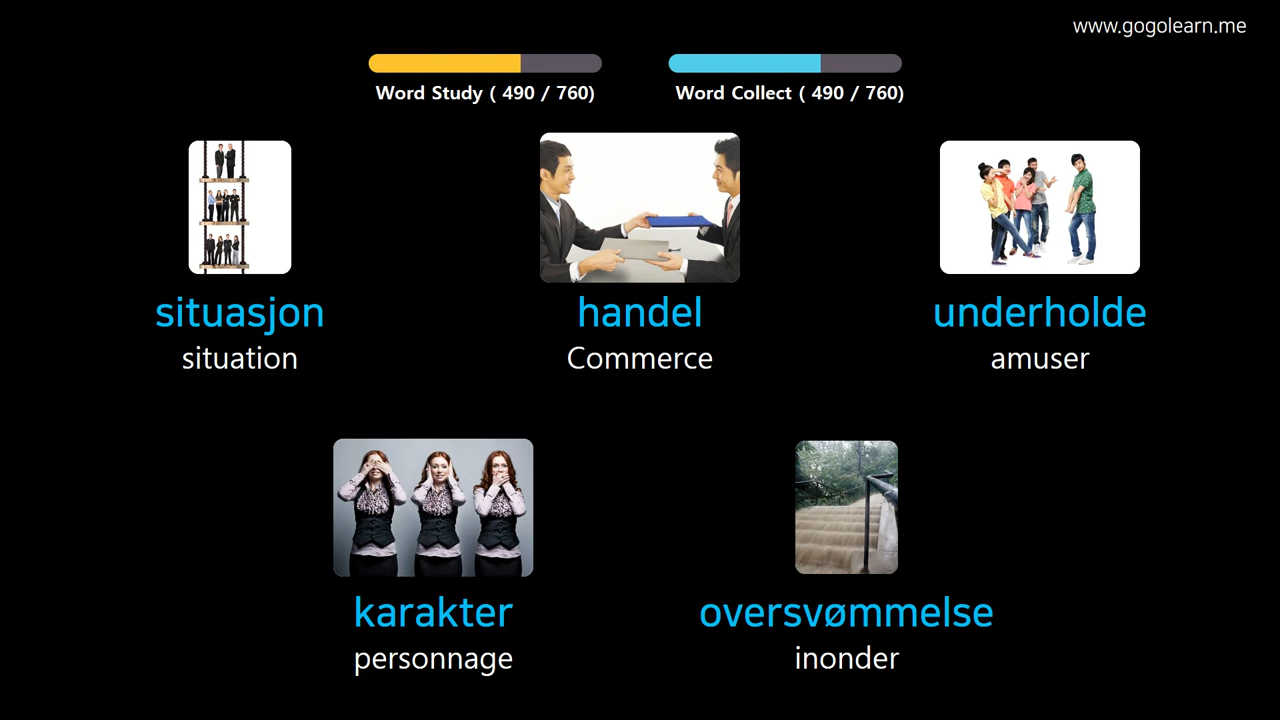 www.gogolearn.me
Word Study ( 490 / 760)
Word Collect ( 490 / 760)
situasjon
situation
handel
Commerce
underholde
amuser
karakter
personnage
oversvømmelse
inonder